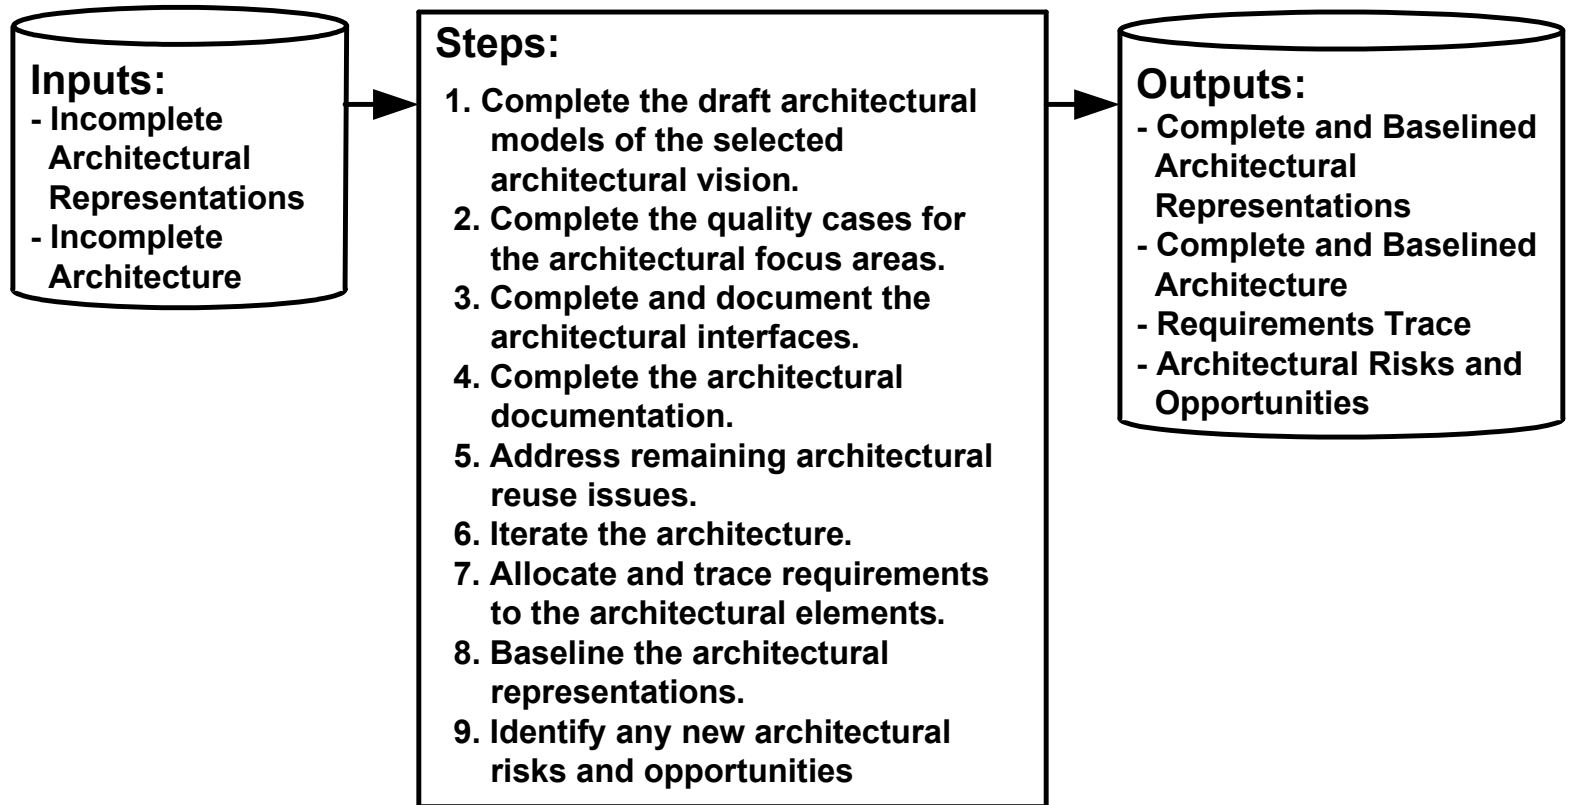 Inputs:
- Incomplete
Architectural
Representations
- Incomplete
Architecture
Steps:
1. Complete the draft architectural
models of the selected
architectural vision.
2. Complete the quality cases for
the architectural focus areas.
3. Complete and document the
architectural interfaces.
4. Complete the architectural
documentation.
5. Address remaining architectural
reuse issues.
6. Iterate the architecture.
7. Allocate and trace requirements
to the architectural elements.
8. Baseline the architectural
representations.
9. Identify any new architectural
risks and opportunities
Outputs:
- Complete and Baselined
Architectural
Representations
- Complete and Baselined
Architecture
- Requirements Trace
- Architectural Risks and
Opportunities